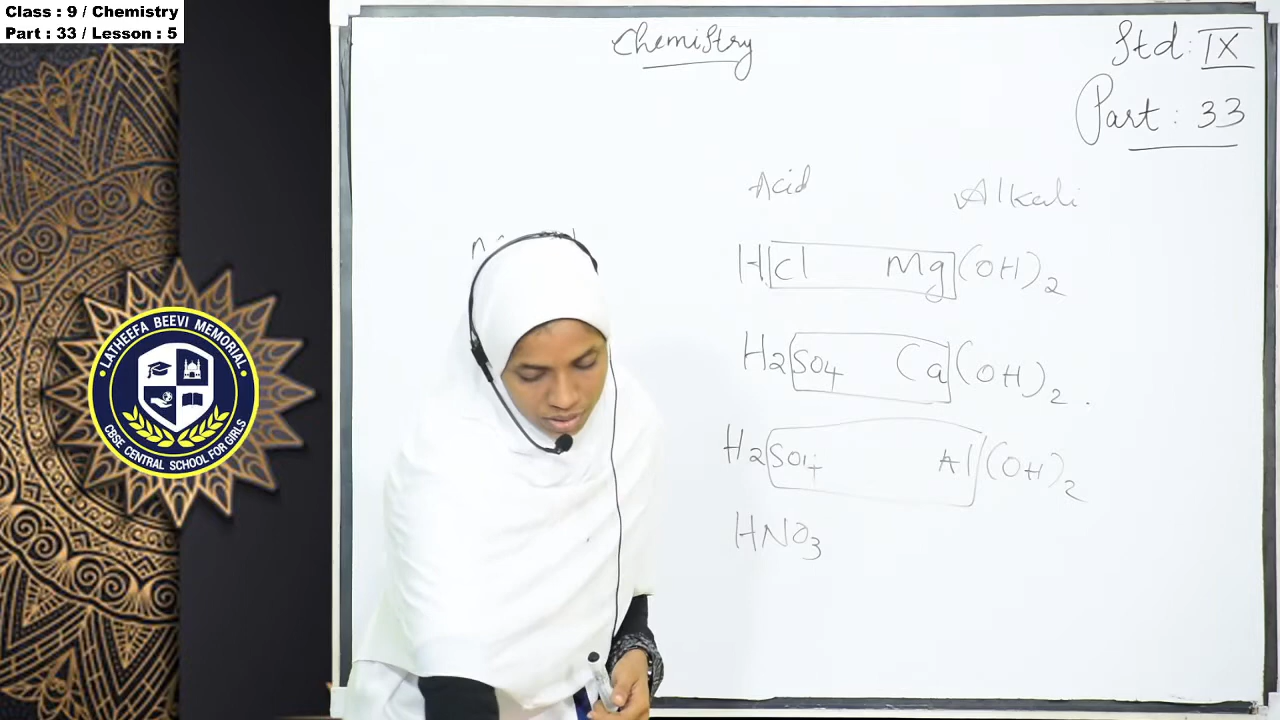 Class : 9 / Chemistry
Part : 33 / Lesson : 5
Chemistry
Std: IX
Part: 33
Acid Alkali
HCl Mg(OH)2
H2SO4 Ca(OH)2.
H2SO4 Al(OH)2
HNO3
LATHEEFA BEEVI MEMORIAL
CBSE CENTRAL SCHOOL FOR GIRLS